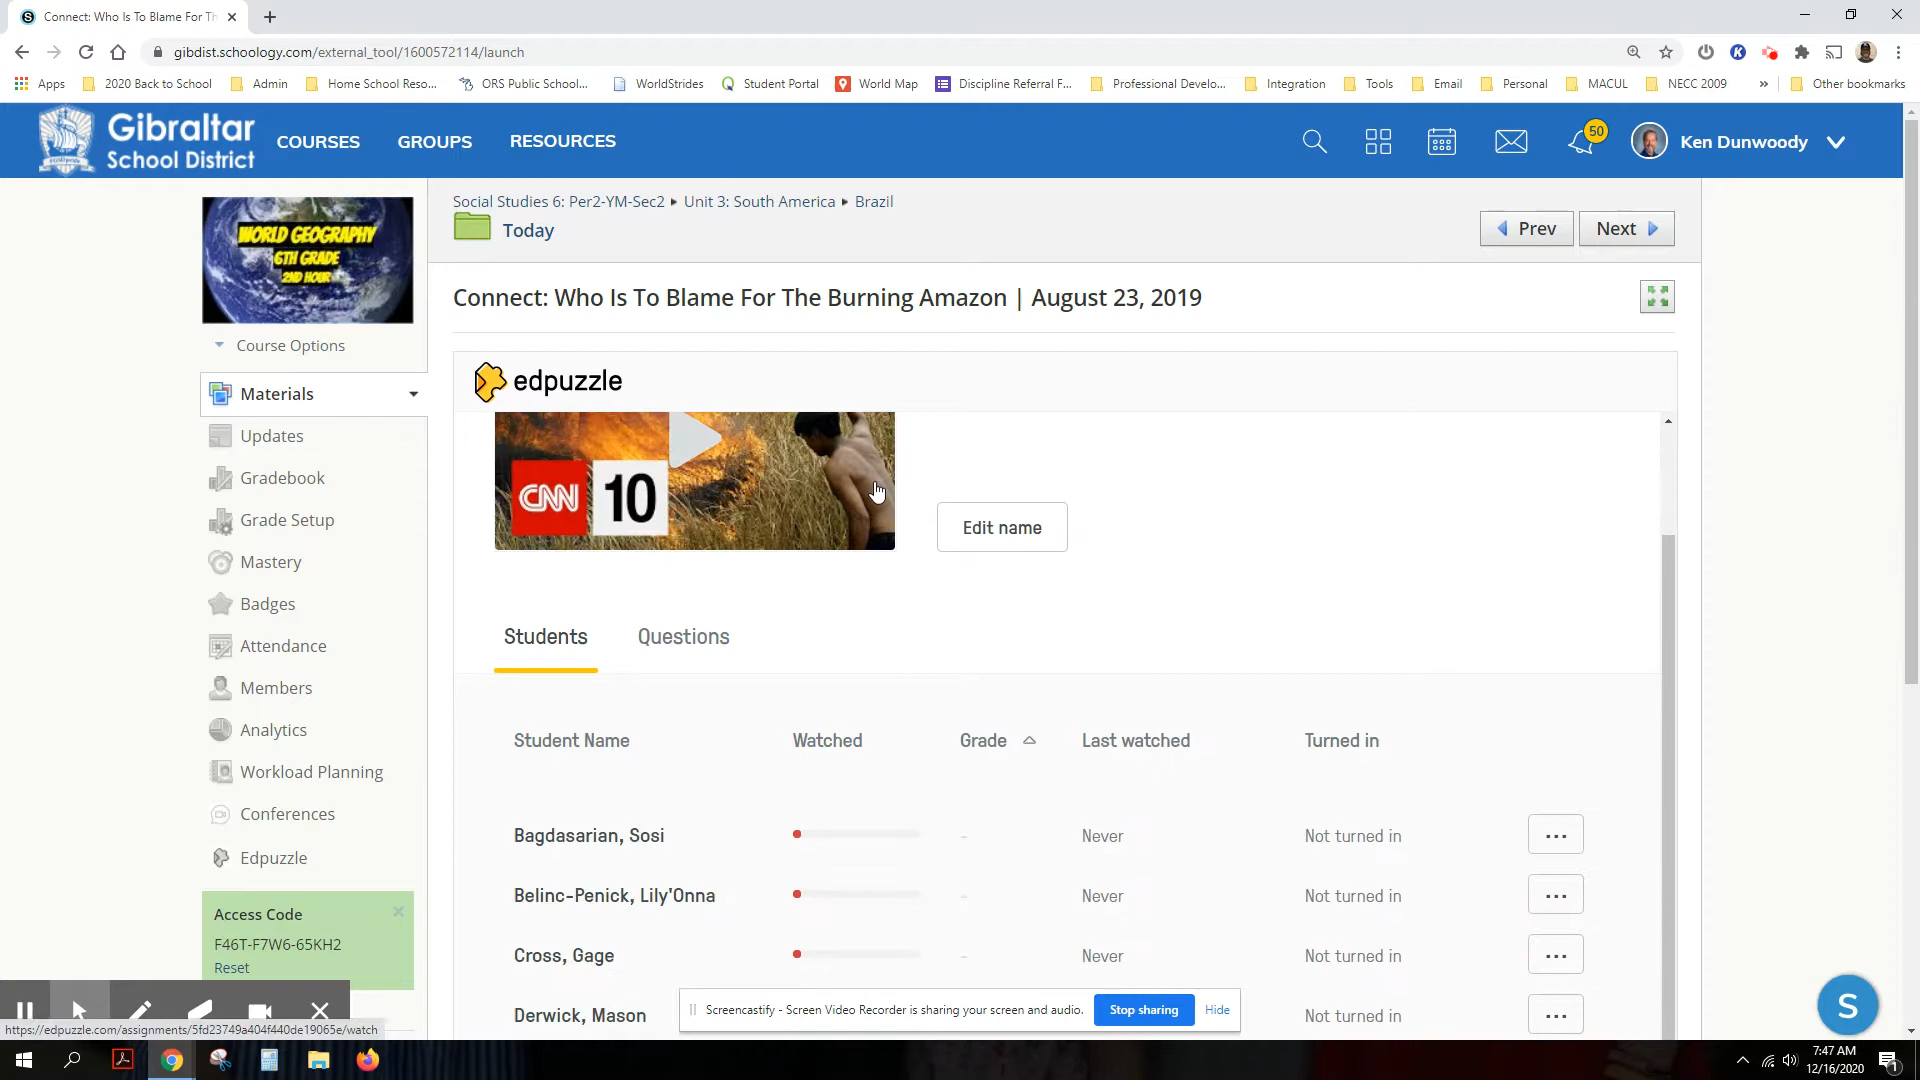 Connect: Who Is To Blame For Th
gibdist.schoology.com/external_tool/1600572114/launch
Apps 2020 Back to School Admin Home School Reso... ORS Public School... WorldStrides Student Portal World Map Discipline Referral F... Professional Develo... Integration Tools Email Personal MACUL NECC 2009 » Other bookmarks
Gibraltar
School District
COURSES GROUPS RESOURCES
50
Ken Dunwoody
WORLD GEOGRAPHY
6TH GRADE
2ND HOUR
Course Options
Materials
Updates
Gradebook
Grade Setup
Mastery
Badges
Attendance
Members
Analytics
Workload Planning
Conferences
Edpuzzle
Access Code
F46T-F7W6-65KH2
Reset
Social Studies 6: Per2-YM-Sec2 ▸ Unit 3: South America ▸ Brazil
Today
Prev Next
Connect: Who Is To Blame For The Burning Amazon | August 23, 2019
edpuzzle
CNN 10
Edit name
Students Questions
Student Name Watched Grade Last watched Turned in
Bagdasarian, Sosi - Never Not turned in ...
Belinc-Penick, Lily'Onna - Never Not turned in ...
Cross, Gage - Never Not turned in ...
Derwick, Mason Not turned in ...
Screencastify - Screen Video Recorder is sharing your screen and audio. Stop sharing Hide
S
https://edpuzzle.com/assignments/5fd23749a404f440de19065e/watch
7:47 AM
12/16/2020
1